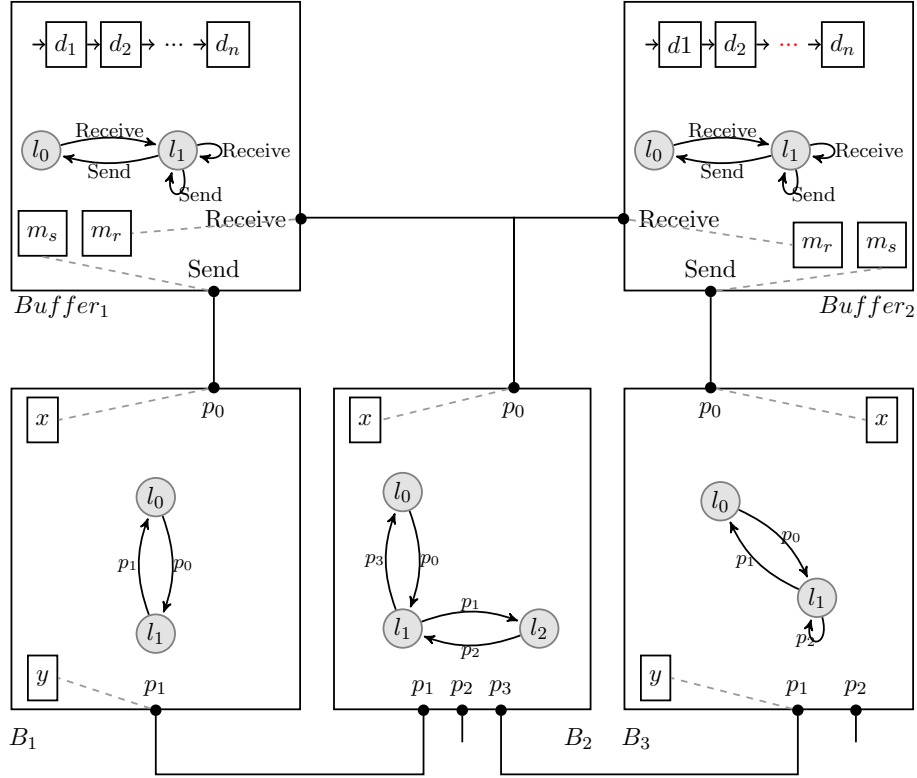 d1 d2 ... dn
d1 d2 ... dn
Receive
l0 l1 Receive
Send
Send
Receive
l0 l1 Receive
Send
Send
ms mr Receive
Send
Buffer1
Receive mr ms
Send
Buffer2
x p0
l0
p1 p0
l1
y p1
B1
x p0
l0
p3 p0
l1 p1 l2
p2
p1 p2 p3
B2
p0 x
l0
p0
p1
l1
p2
y p1 p2
B3